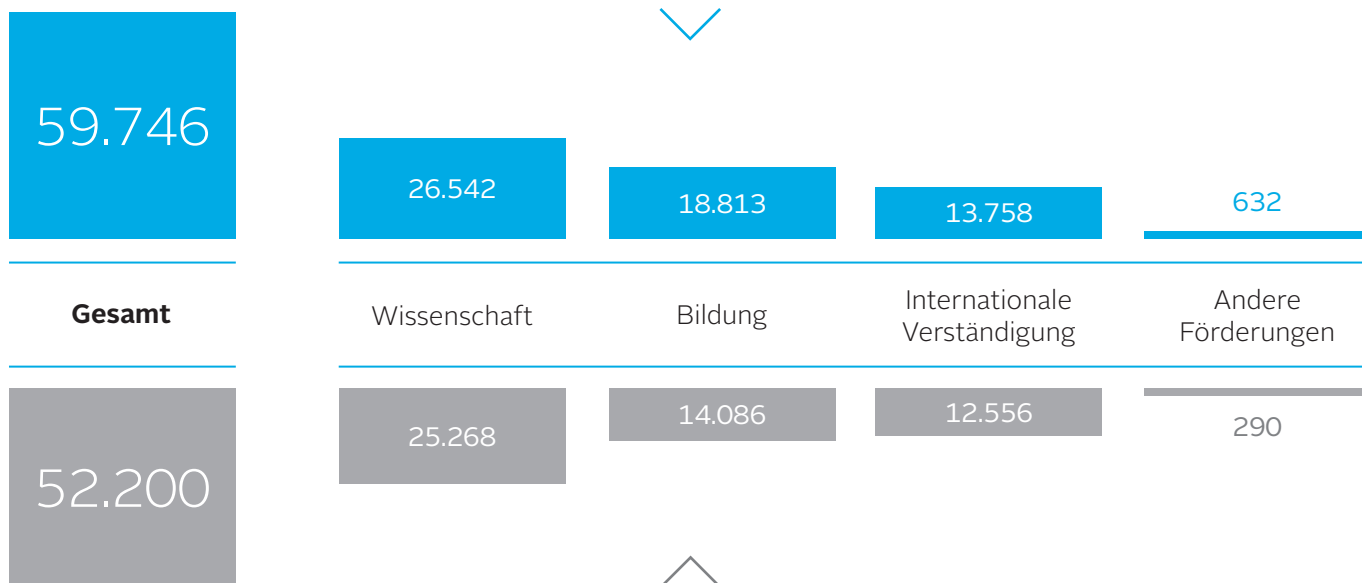 59.746
26.542
18.813
13.758
632
Gesamt
Wissenschaft
Bildung
Internationale
Verständigung
Andere
Förderungen
52.200
25.268
14.086
12.556
290